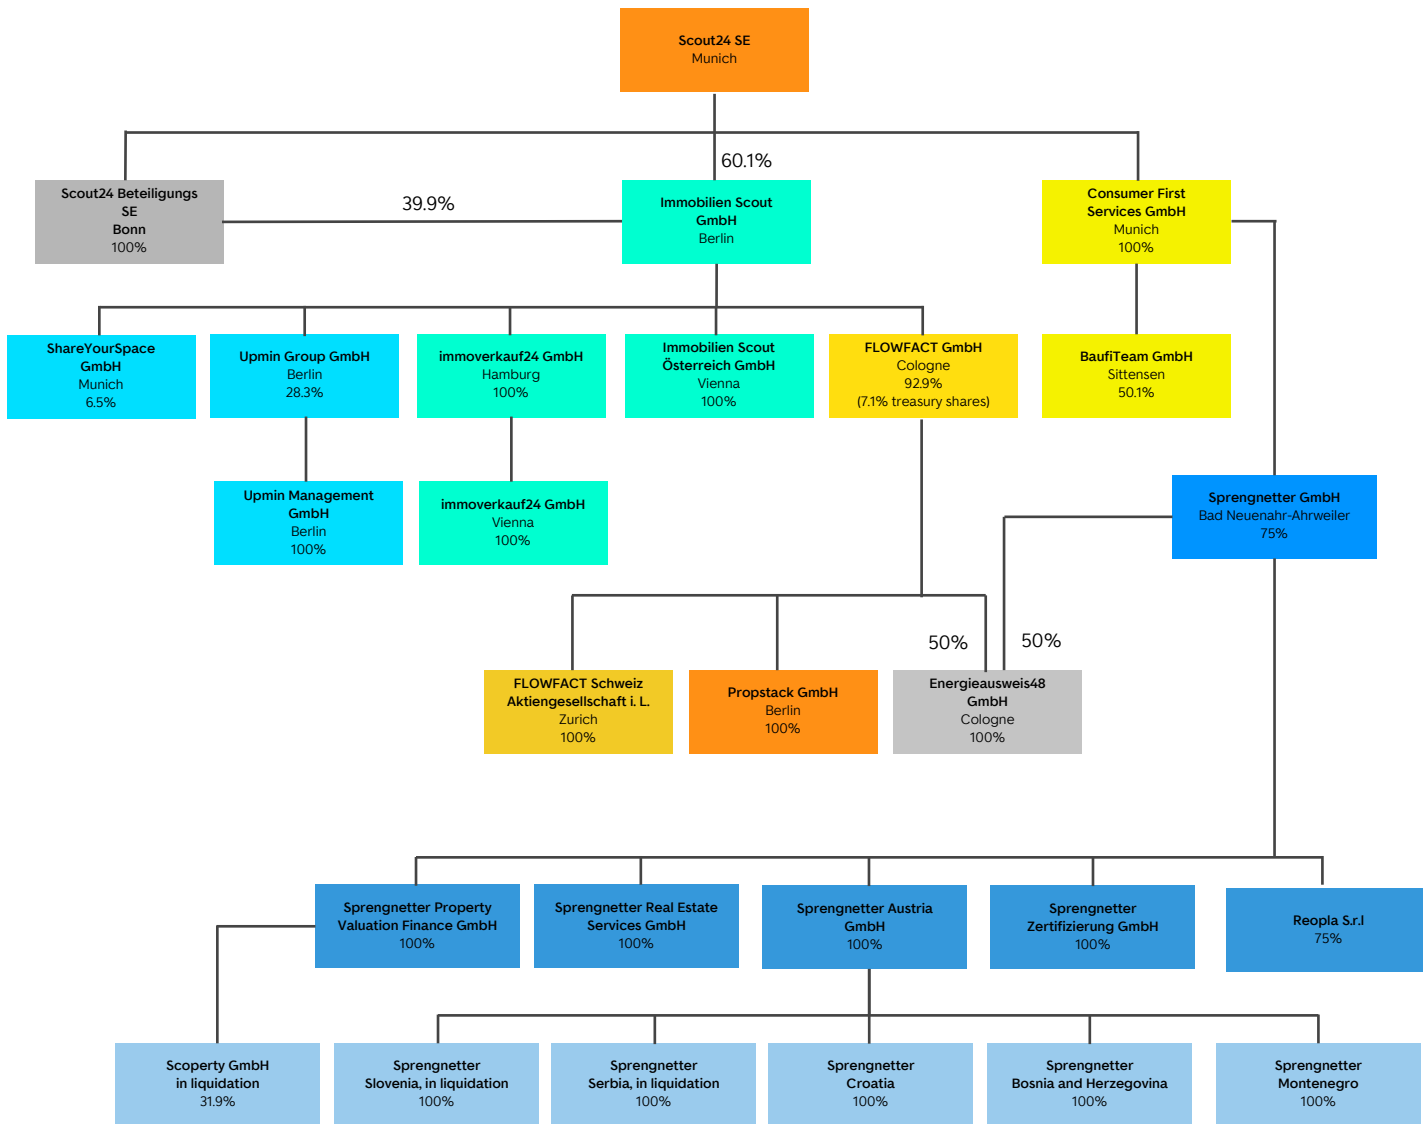 Scout24 SE
Munich
60.1%
39.9%
Scout24 Beteiligungs
SE
Bonn
100%
Immobilien Scout
GmbH
Berlin
Consumer First
Services GmbH
Munich
100%
ShareYourSpace
GmbH
Munich
6.5%
Upmin Group GmbH
Berlin
28.3%
immoverkauf24 GmbH
Hamburg
100%
Immobilien Scout
Österreich GmbH
Vienna
100%
FLOWFACT GmbH
Cologne
92.9%
(7.1% treasury shares)
BaufiTeam GmbH
Sittensen
50.1%
Upmin Management
GmbH
Berlin
100%
immoverkauf24 GmbH
Vienna
100%
Sprengnetter GmbH
Bad Neuenahr-Ahrweiler
75%
50%
50%
FLOWFACT Schweiz
Aktiengesellschaft i. L.
Zurich
100%
Propstack GmbH
Berlin
100%
Energieausweis48
GmbH
Cologne
100%
Sprengnetter Property
Valuation Finance GmbH
100%
Sprengnetter Real Estate
Services GmbH
100%
Sprengnetter Austria
GmbH
100%
Sprengnetter
Zertifizierung GmbH
100%
Reopla S.r.l
75%
Scoperty GmbH
in liquidation
31.9%
Sprengnetter
Slovenia, in liquidation
100%
Sprengnetter
Serbia, in liquidation
100%
Sprengnetter
Croatia
100%
Sprengnetter
Bosnia and Herzegovina
100%
Sprengnetter
Montenegro
100%